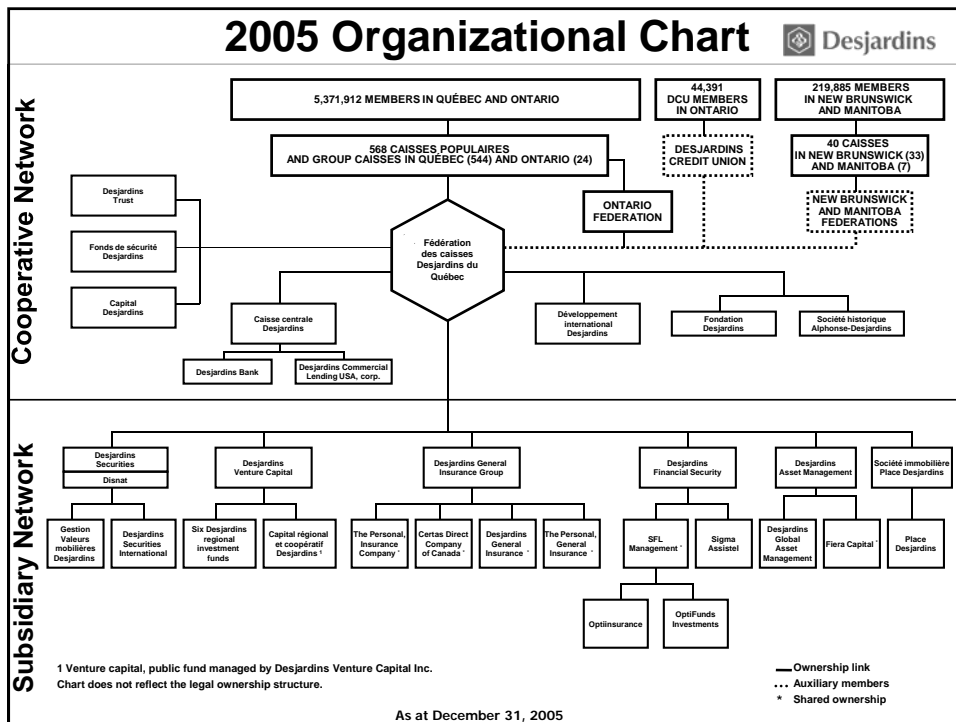 2005 Organizational Chart
Desjardins
Cooperative Network
5,371,912 MEMBERS IN QUÉBEC AND ONTARIO
44,391
DCU MEMBERS
IN ONTARIO
219,885 MEMBERS
IN NEW BRUNSWICK
AND MANITOBA
568 CAISSES POPULAIRES
AND GROUP CAISSES IN QUÉBEC (544) AND ONTARIO (24)
DESJARDINS
CREDIT UNION
40 CAISSES
IN NEW BRUNSWICK (33)
AND MANITOBA (7)
Desjardins
Trust
ONTARIO
FEDERATION
NEW BRUNSWICK
AND MANITOBA
FEDERATIONS
Fonds de sécurité
Desjardins
Fédération
des caisses
Desjardins du
Québec
Capital
Desjardins
Caisse centrale
Desjardins
Développement
international
Desjardins
Fondation
Desjardins
Société historique
Alphonse-Desjardins
Desjardins Bank
Desjardins Commercial
Lending USA, corp.
Subsidiary Network
Desjardins
Securities
Disnat
Desjardins
Venture Capital
Desjardins General
Insurance Group
Desjardins
Financial Security
Desjardins
Asset Management
Société immobilière
Place Desjardins
Gestion
Valeurs
mobilières
Desjardins
Desjardins
Securities
International
Six Desjardins
regional
investment
funds
Capital régional
et coopératif
Desjardins ¹
The Personal,
Insurance
Company *
Certas Direct
Company
of Canada *
Desjardins
General
Insurance *
The Personal,
General
Insurance *
SFL
Management *
Sigma
Assistel
Desjardins
Global
Asset
Management
Fiera Capital *
Place
Desjardins
Optiinsurance
OptiFunds
Investments
1 Venture capital, public fund managed by Desjardins Venture Capital Inc.
Chart does not reflect the legal ownership structure.
Ownership link
... Auxiliary members
* Shared ownership
As at December 31, 2005